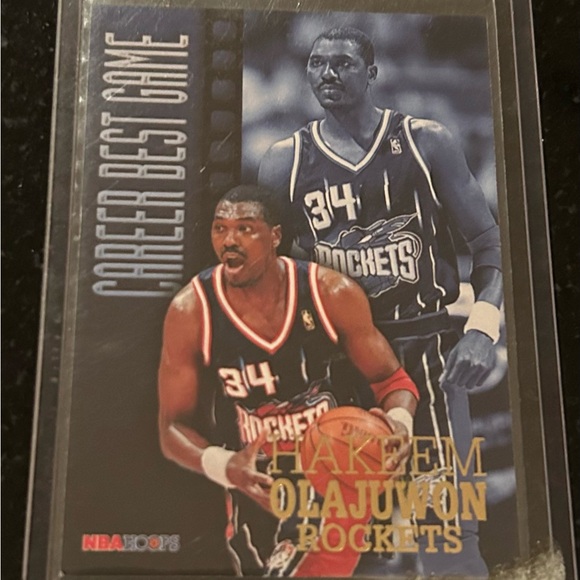 CAREER BEST GAME
34
ROCKETS
34
ROCKETS
HAKEEM
OLAJUWON
ROCKETS
NBA HOOPS